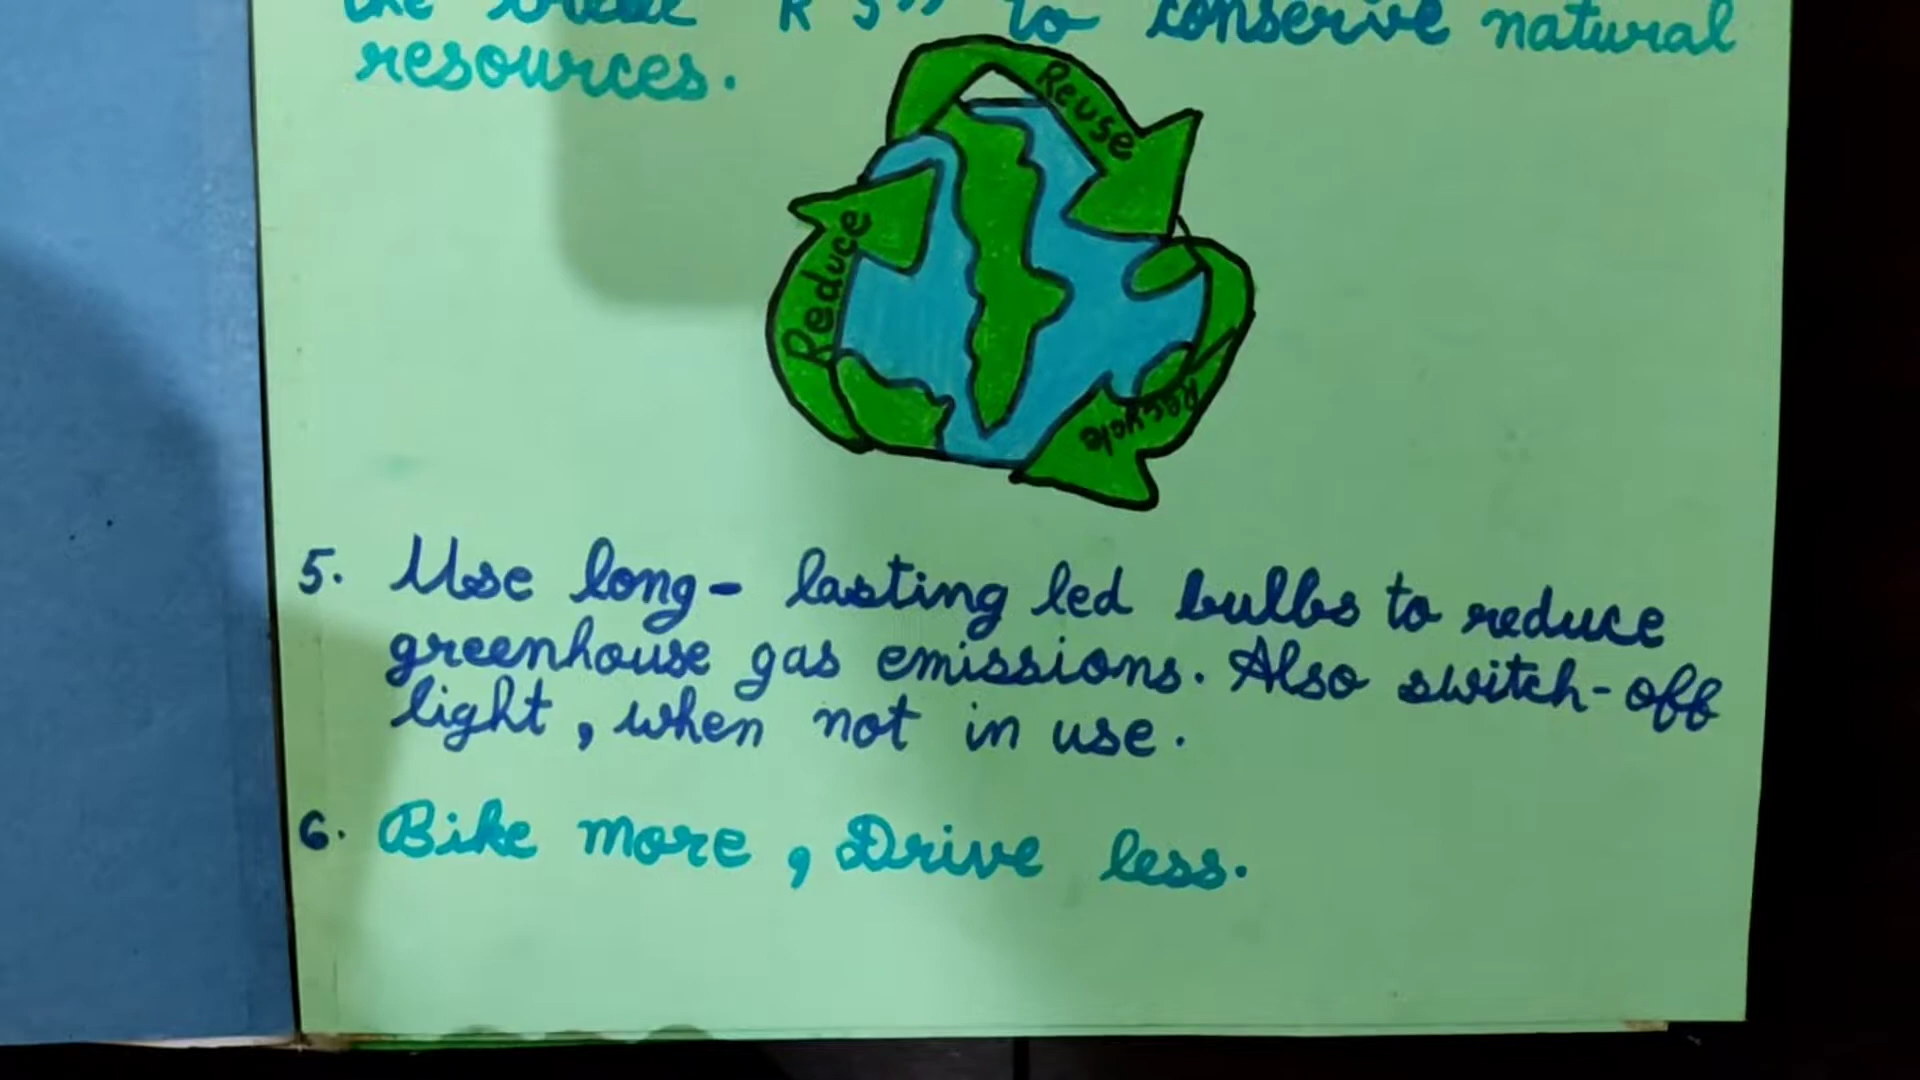 the three "R's" to conserve natural
resources.
Reuse
Reduce
Recycle
5. Use long-lasting led bulbs to reduce
greenhouse gas emissions. Also switch-off
light, when not in use.
6. Bike more, Drive less.